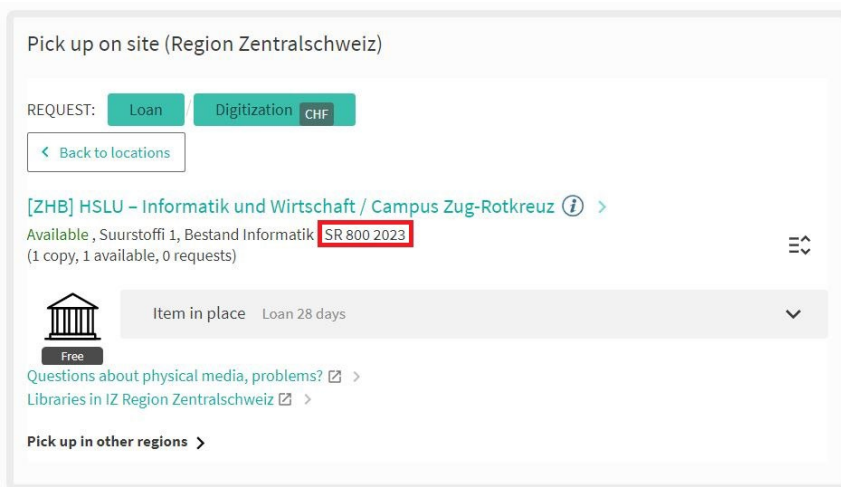 Pick up on site (Region Zentralschweiz)
REQUEST: Loan / Digitization CHF
Back to locations
[ZHB] HSLU – Informatik und Wirtschaft / Campus Zug-Rotkreuz i
Available , Suurstoffi 1, Bestand Informatik SR 800 2023
(1 copy, 1 available, 0 requests)
Item in place Loan 28 days
Free
Questions about physical media, problems?
Libraries in IZ Region Zentralschweiz
Pick up in other regions